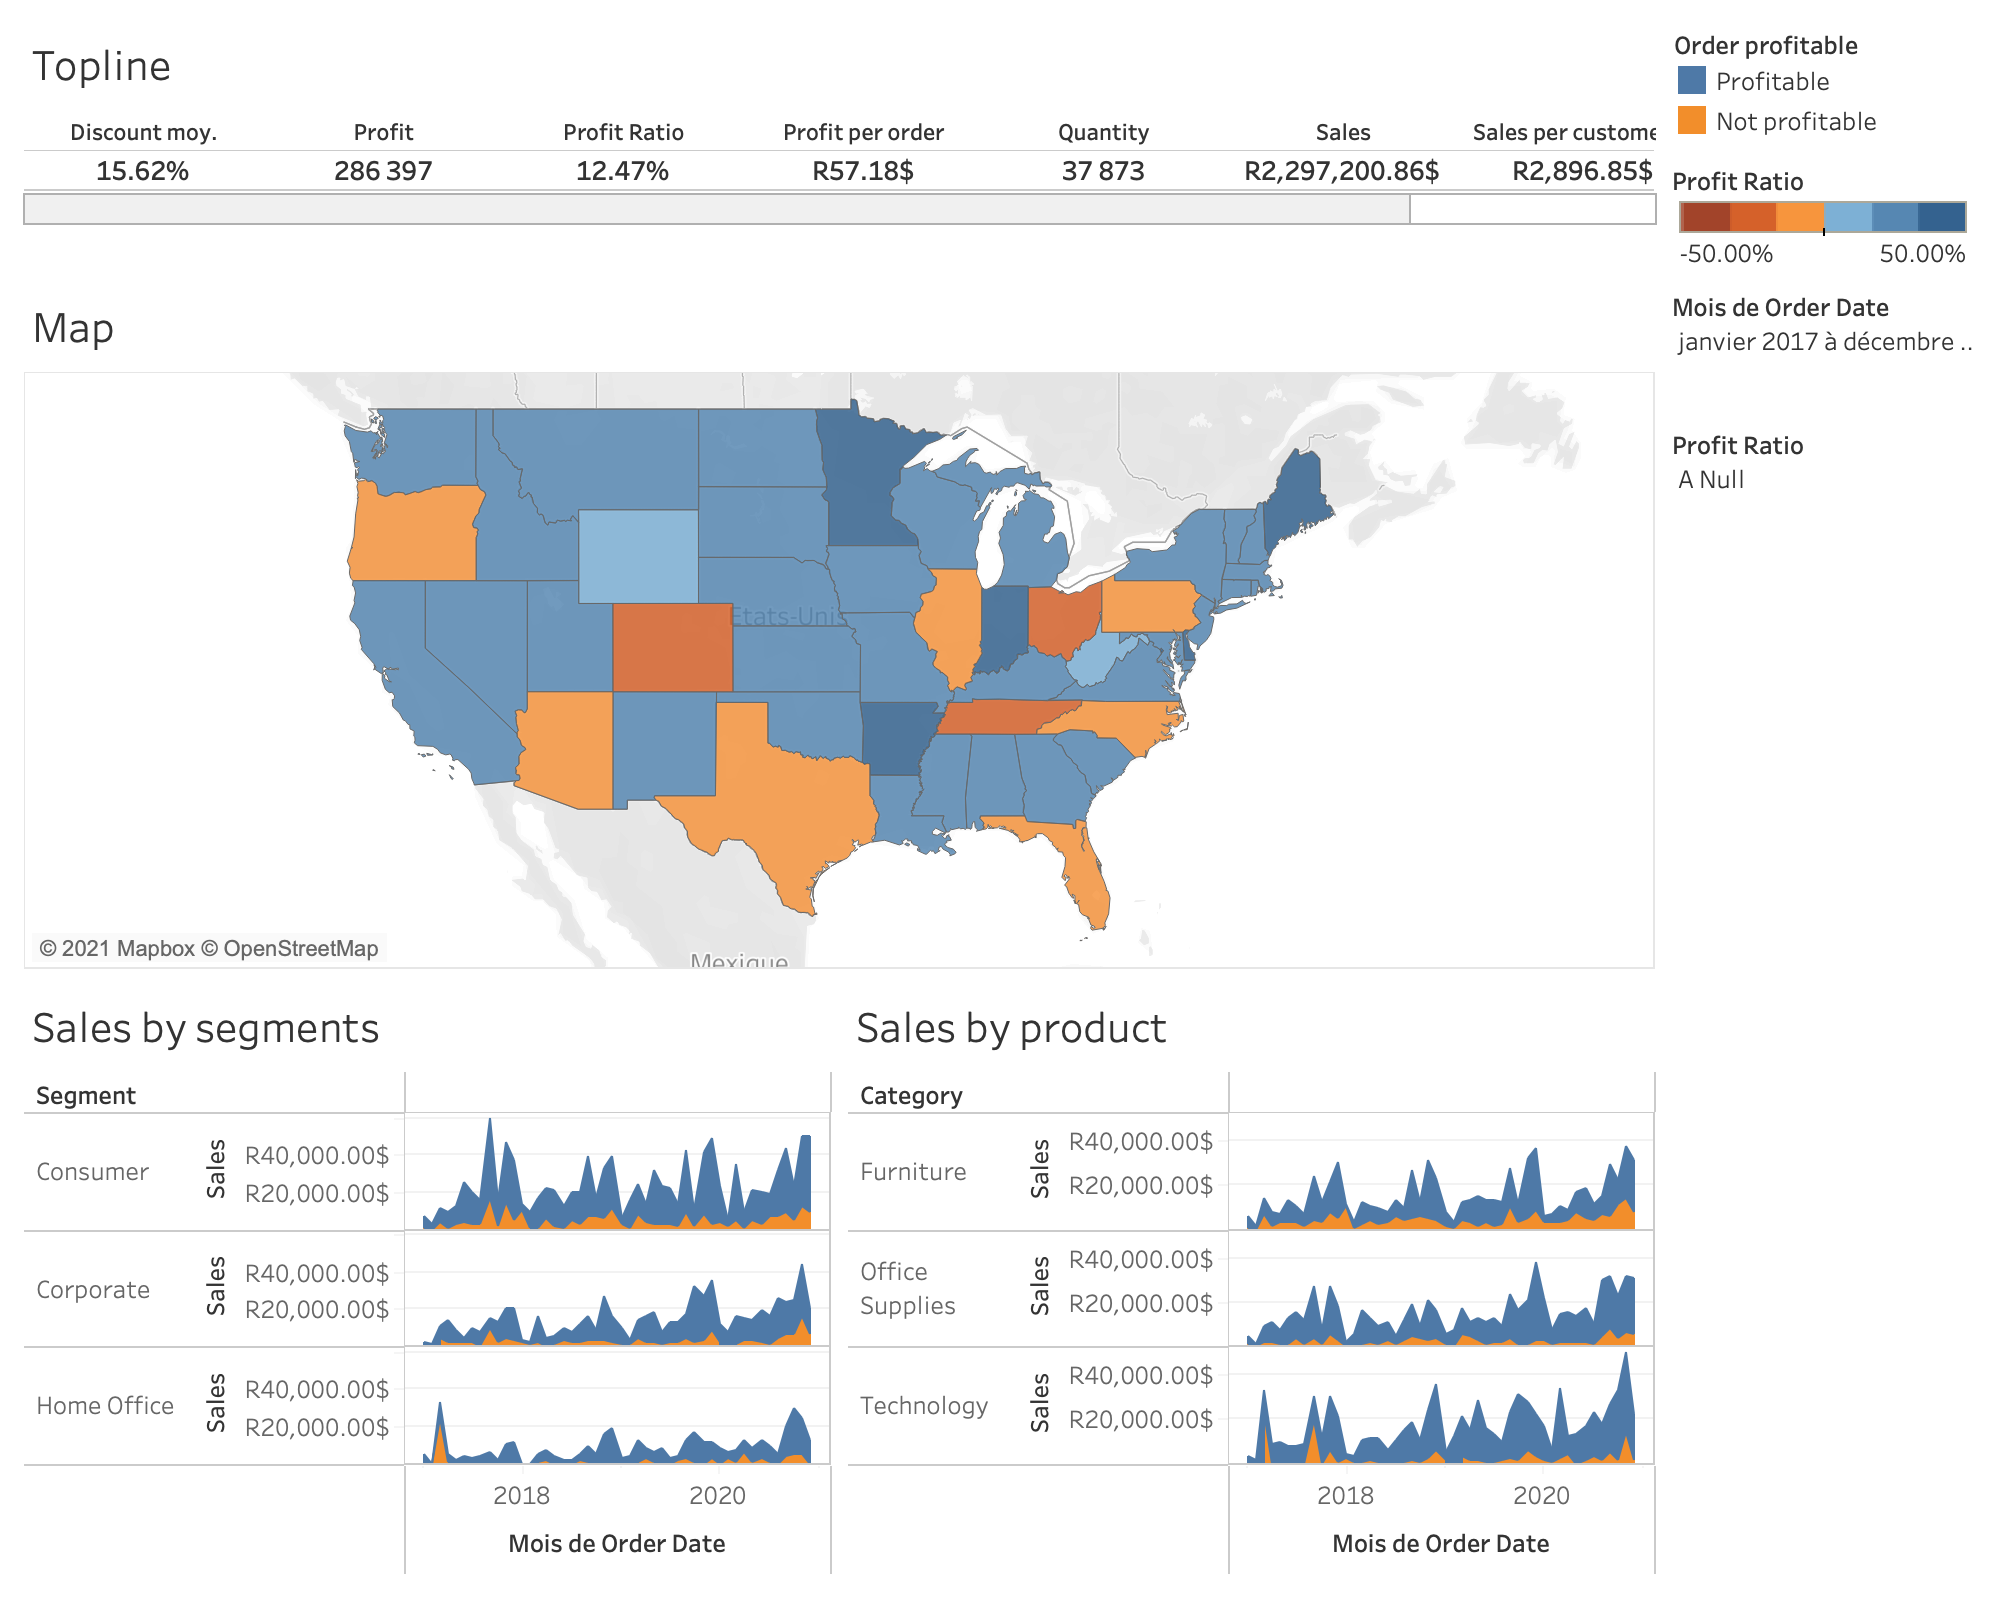 Topline
Discount moy. Profit Profit Ratio Profit per order Quantity Sales Sales per custome
15.62% 286 397 12.47% R57.18$ 37 873 R2,297,200.86$ R2,896.85$
Order profitable
Profitable
Not profitable
Profit Ratio
-50.00% 50.00%
Mois de Order Date
janvier 2017 à décembre ..
Profit Ratio
A Null
Map
Etats-Unis
Mexique
© 2021 Mapbox © OpenStreetMap
Sales by segments
Segment
Consumer
Sales
R40,000.00$
R20,000.00$
Corporate
Sales
R40,000.00$
R20,000.00$
Home Office
Sales
R40,000.00$
R20,000.00$
2018 2020
Mois de Order Date
Sales by product
Category
Furniture
Sales
R40,000.00$
R20,000.00$
Office
Supplies
Sales
R40,000.00$
R20,000.00$
Technology
Sales
R40,000.00$
R20,000.00$
2018 2020
Mois de Order Date